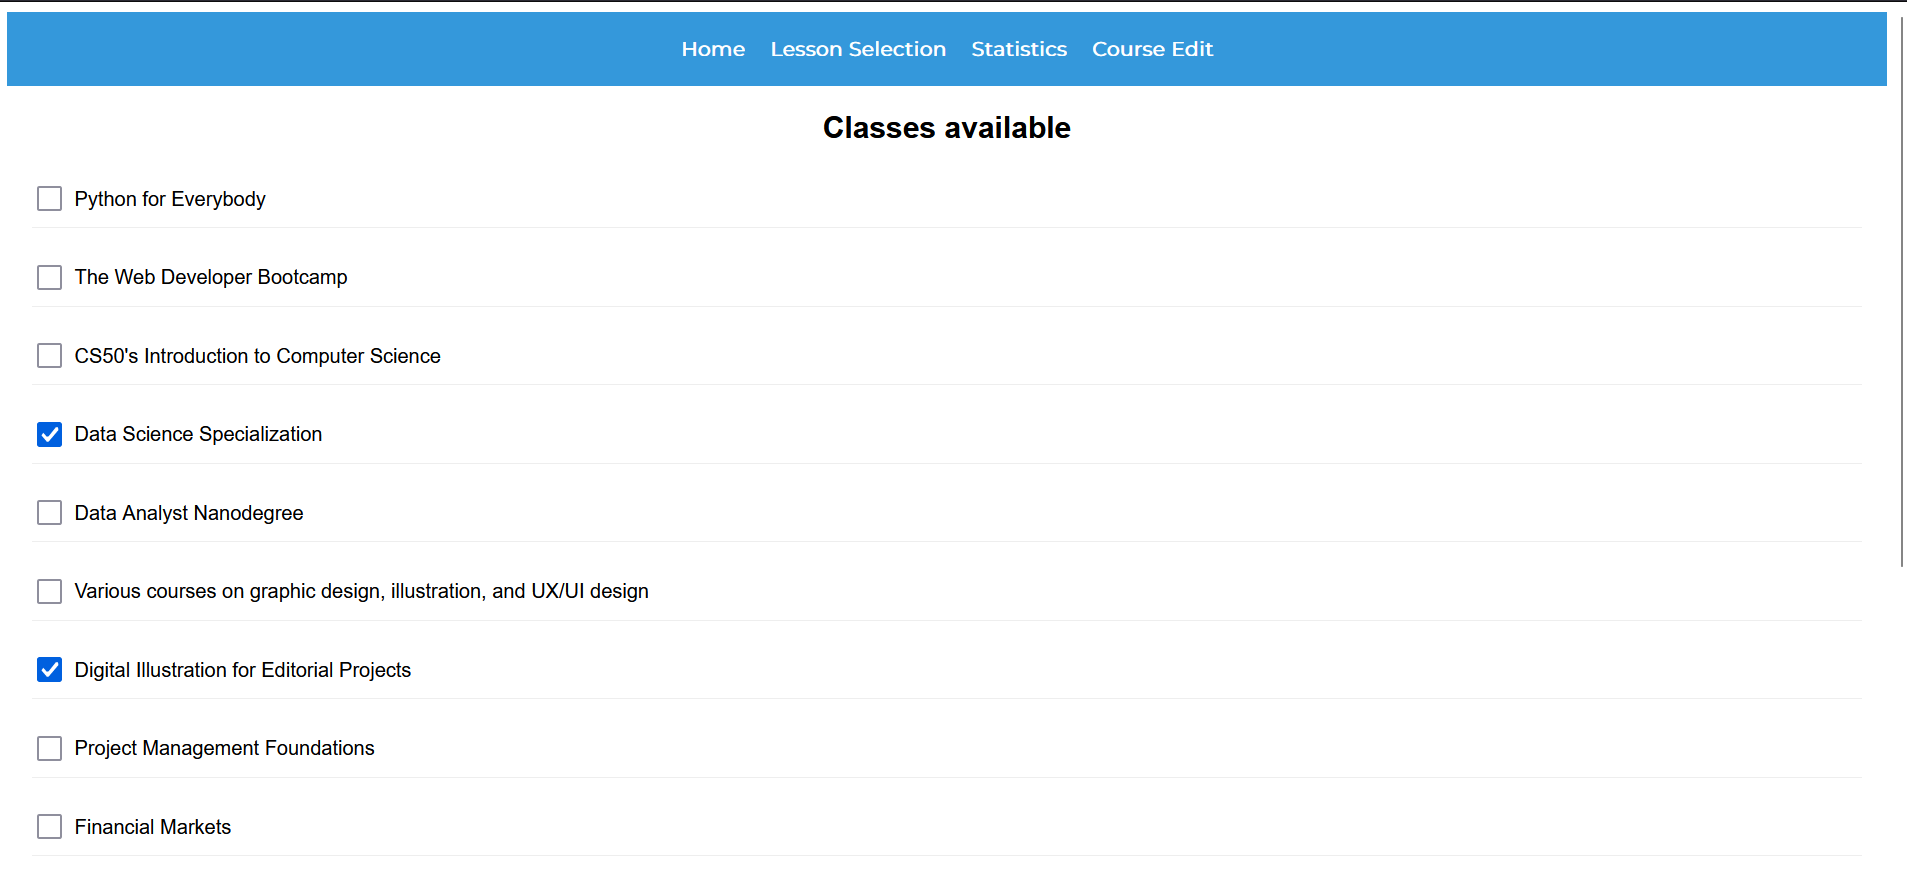 Home Lesson Selection Statistics Course Edit
Classes available
Python for Everybody
The Web Developer Bootcamp
CS50's Introduction to Computer Science
Data Science Specialization
Data Analyst Nanodegree
Various courses on graphic design, illustration, and UX/UI design
Digital Illustration for Editorial Projects
Project Management Foundations
Financial Markets